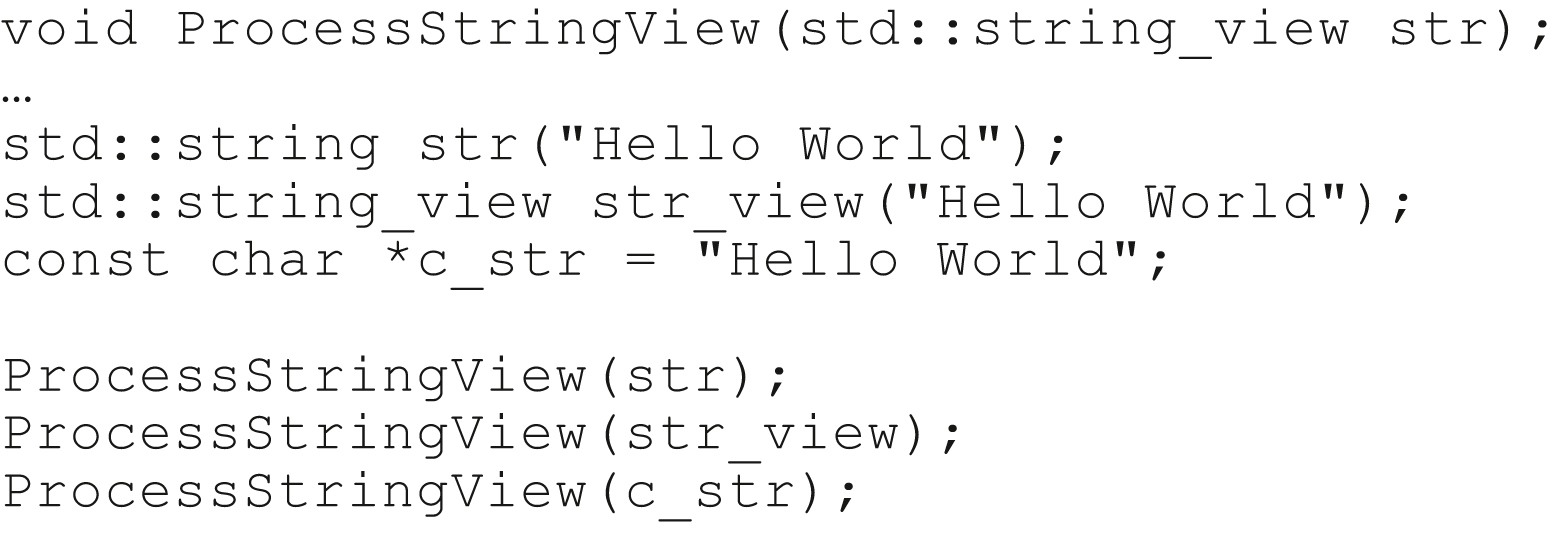 void ProcessStringView(std::string_view str);
…
std::string str("Hello World");
std::string_view str_view("Hello World");
const char *c_str = "Hello World";
ProcessStringView(str);
ProcessStringView(str_view);
ProcessStringView(c_str);